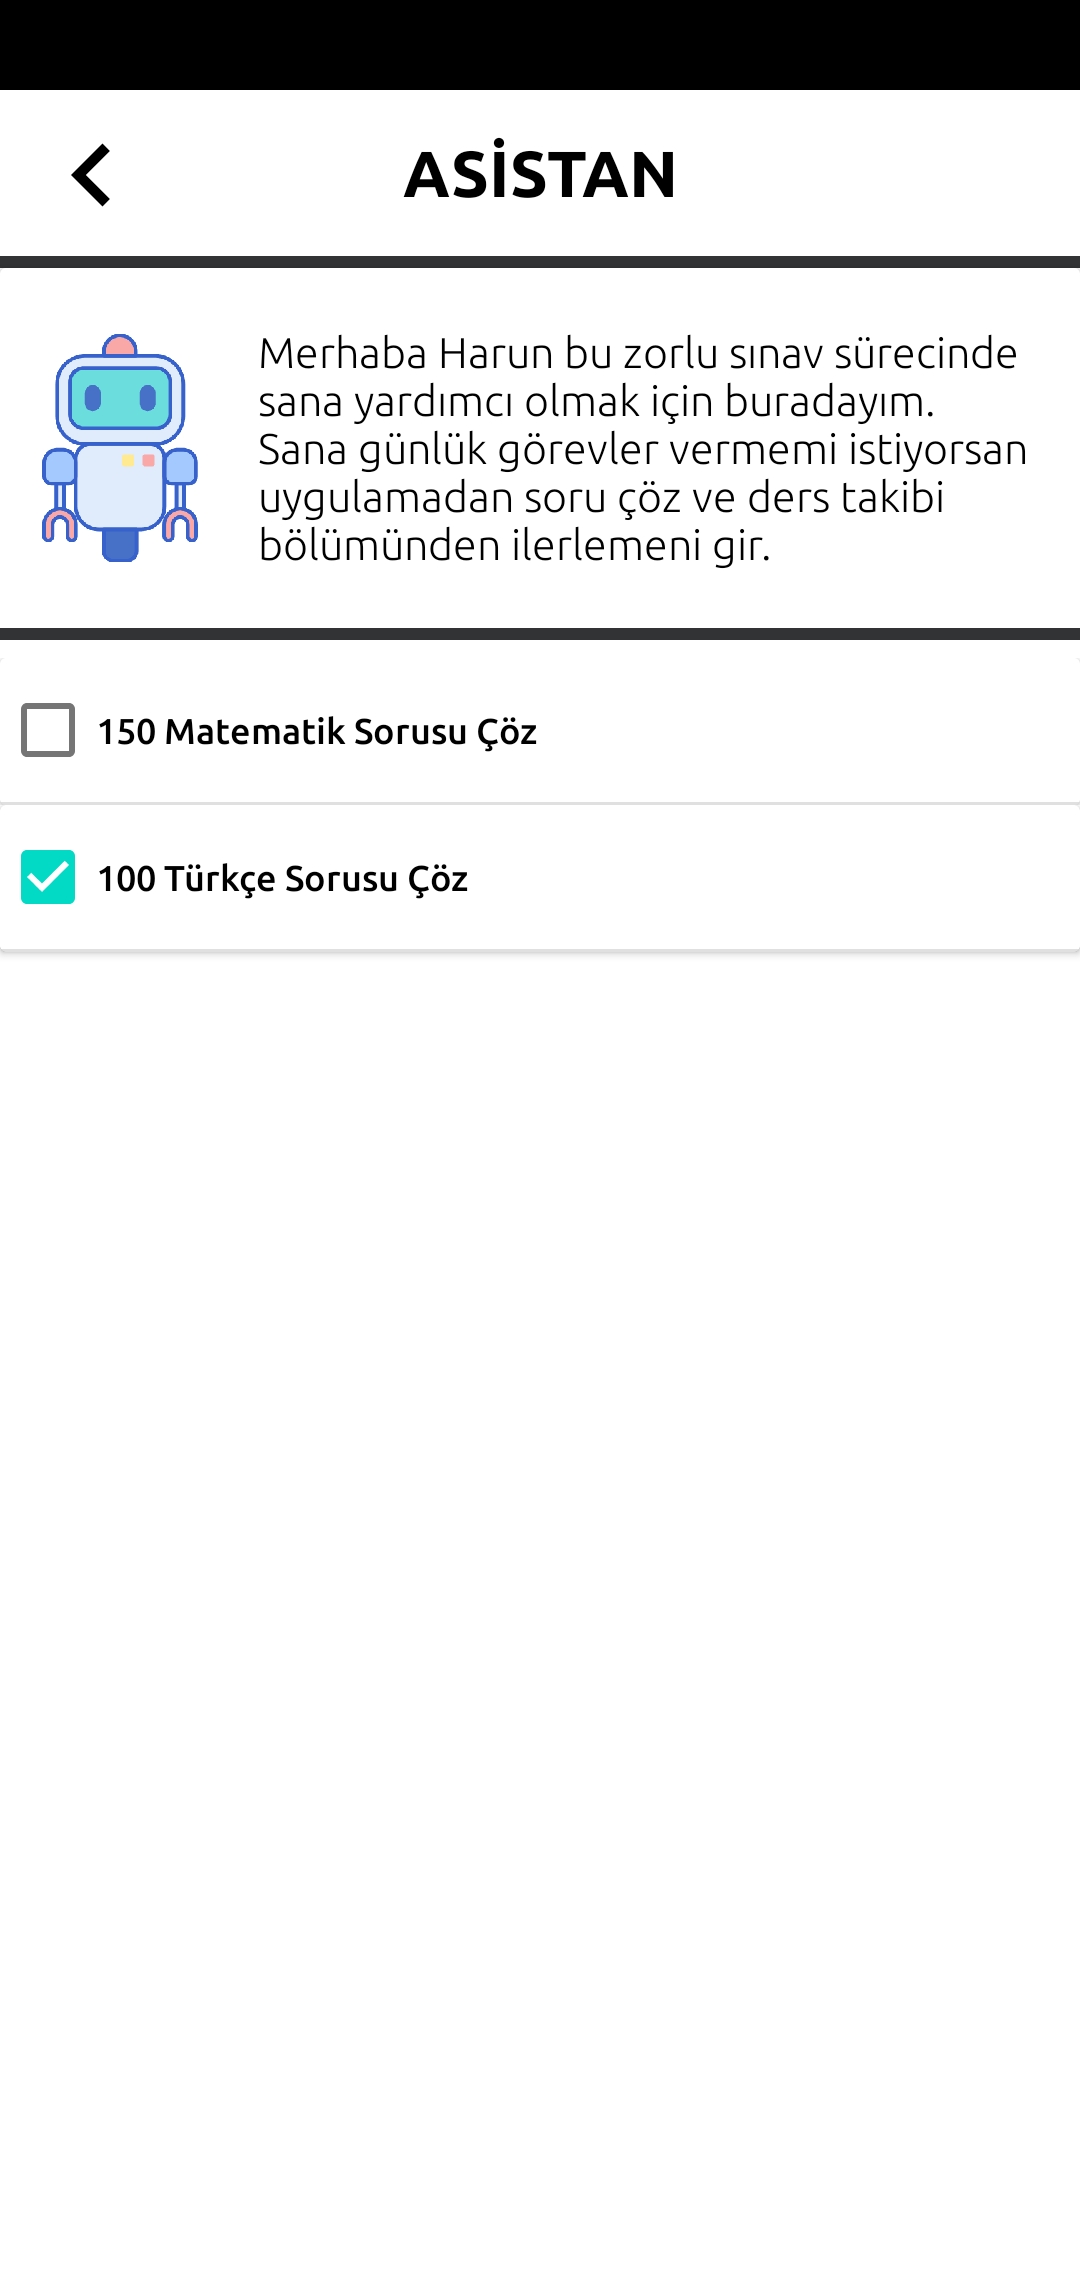 ASİSTAN
Merhaba Harun bu zorlu sınav sürecinde
sana yardımcı olmak için buradayım.
Sana günlük görevler vermemi istiyorsan
uygulamadan soru çöz ve ders takibi
bölümünden ilerlemeni gir.
150 Matematik Sorusu Çöz
100 Türkçe Sorusu Çöz